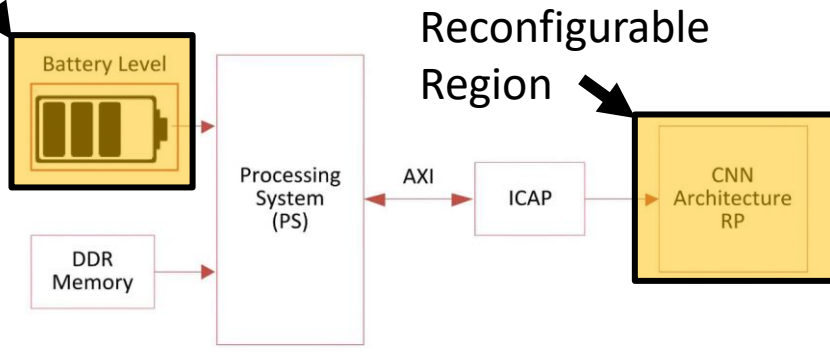 Reconfigurable
Region
Battery Level
Processing
System
(PS)
AXI
ICAP
CNN
Architecture
RP
DDR
Memory